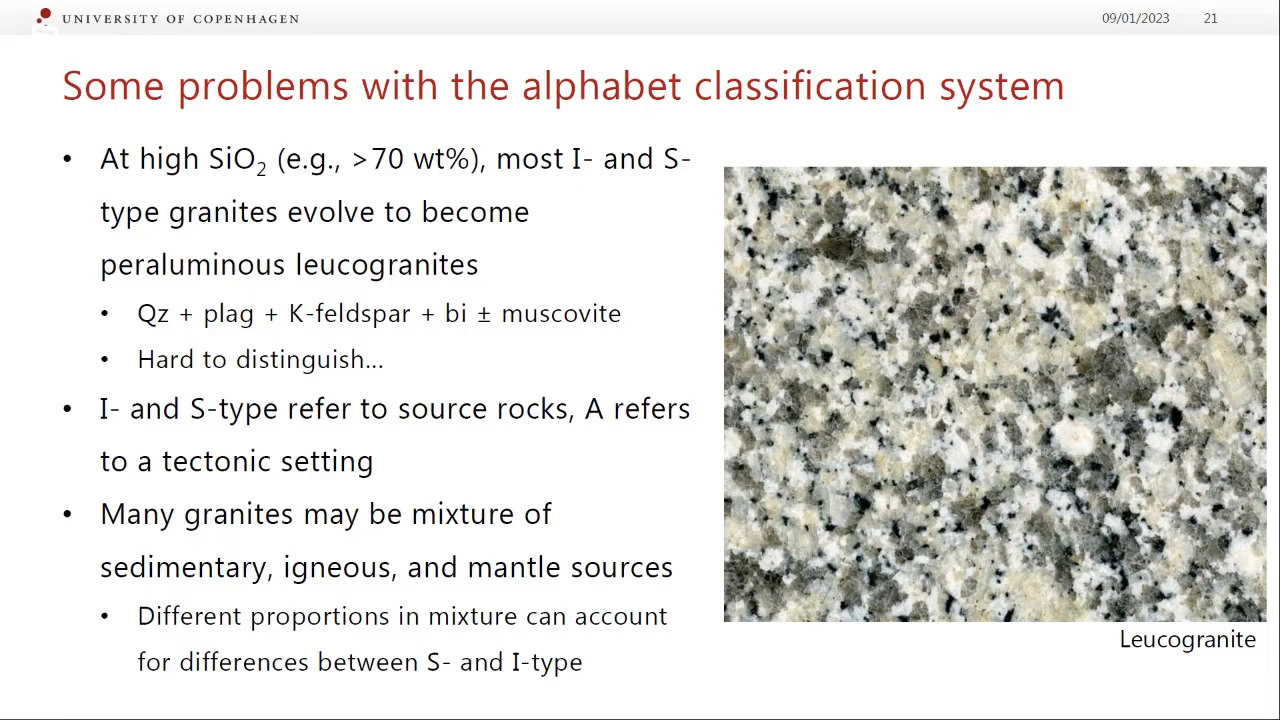 UNIVERSITY OF COPENHAGEN
09/01/2023 21
Some problems with the alphabet classification system
• At high SiO₂ (e.g., >70 wt%), most I- and S-
type granites evolve to become
peraluminous leucogranites
• Qz + plag + K-feldspar + bi ± muscovite
• Hard to distinguish...
• I- and S-type refer to source rocks, A refers
to a tectonic setting
• Many granites may be mixture of
sedimentary, igneous, and mantle sources
• Different proportions in mixture can account
for differences between S- and I-type
Leucogranite